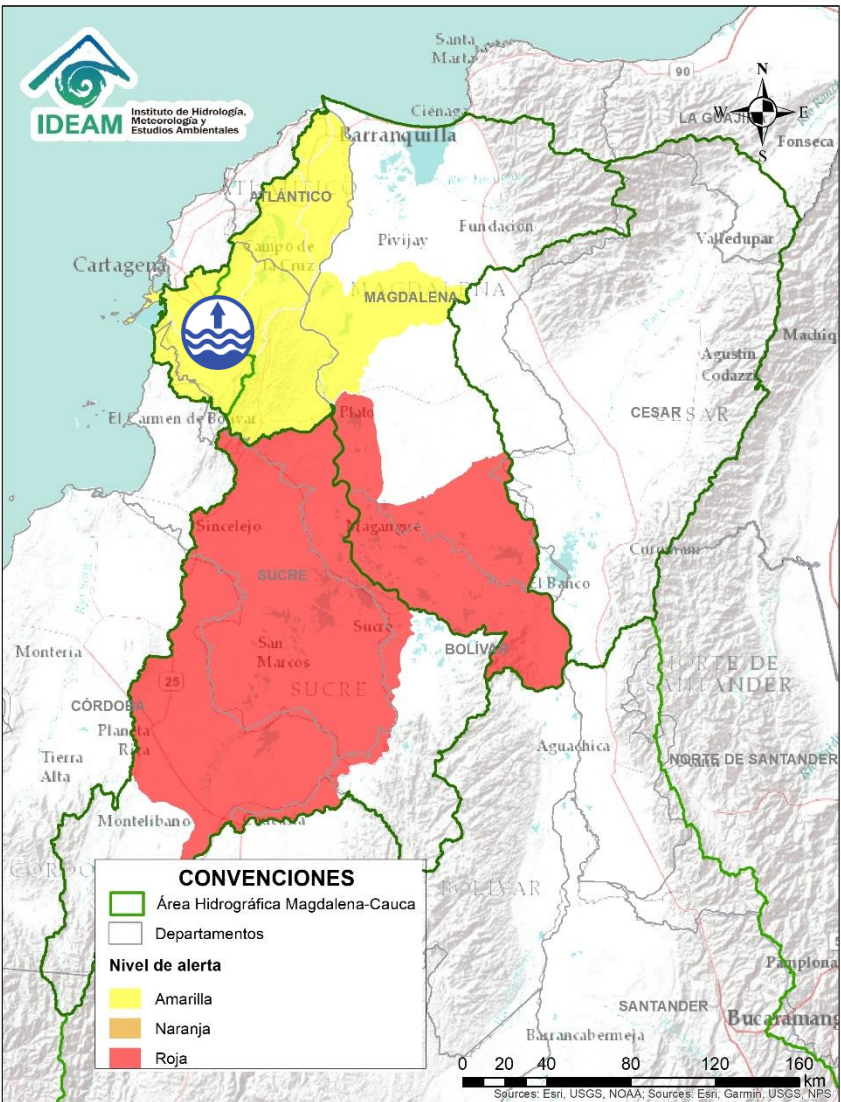 IDEAM
Instituto de Hidrología,
Meteorología y
Estudios Ambientales
Santa
Marta
90
N
W
E
S
LA GUAJIRA
Fonseca
Ciénaga
Barranquilla
ATLÁNTICO
Fundación
Pivijay
Valledupar
Campo de
la Cruz
Cartagena
MAGDALENA
Agustín
Codazzi
El Carmen de Bolívar
Plato
CESAR
CESAR
Sincelejo
Magangué
Curumaní
SUCRE
El Banco
Sucre
Montería
San
Marcos
BOLÍVAR
SUCRE
NORTE DE
SANTANDER
25
CÓRDOBA
Planeta
Rica
Aguachica
Tierra
Alta
NORTE DE SANTANDER
Montelíbano
Caucasia
BOLÍVAR
CONVENCIONES
Área Hidrográfica Magdalena-Cauca
Departamentos
Nivel de alerta
Amarilla
Naranja
Roja
Pamplona
SANTANDER
Bucaramang
Barrancabermeja
0 20 40 80 120 160
km
Sources: Esri, USGS, NOAA; Sources: Esri, Garmin, USGS, NPS